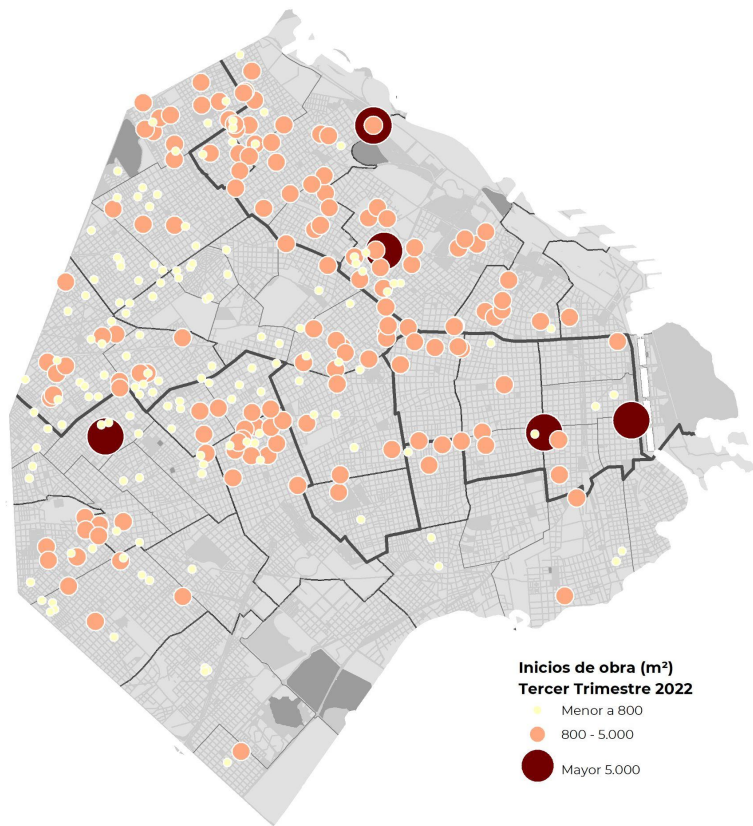 Inicios de obra (m²)
Tercer Trimestre 2022
Menor a 800
800 - 5.000
Mayor 5.000